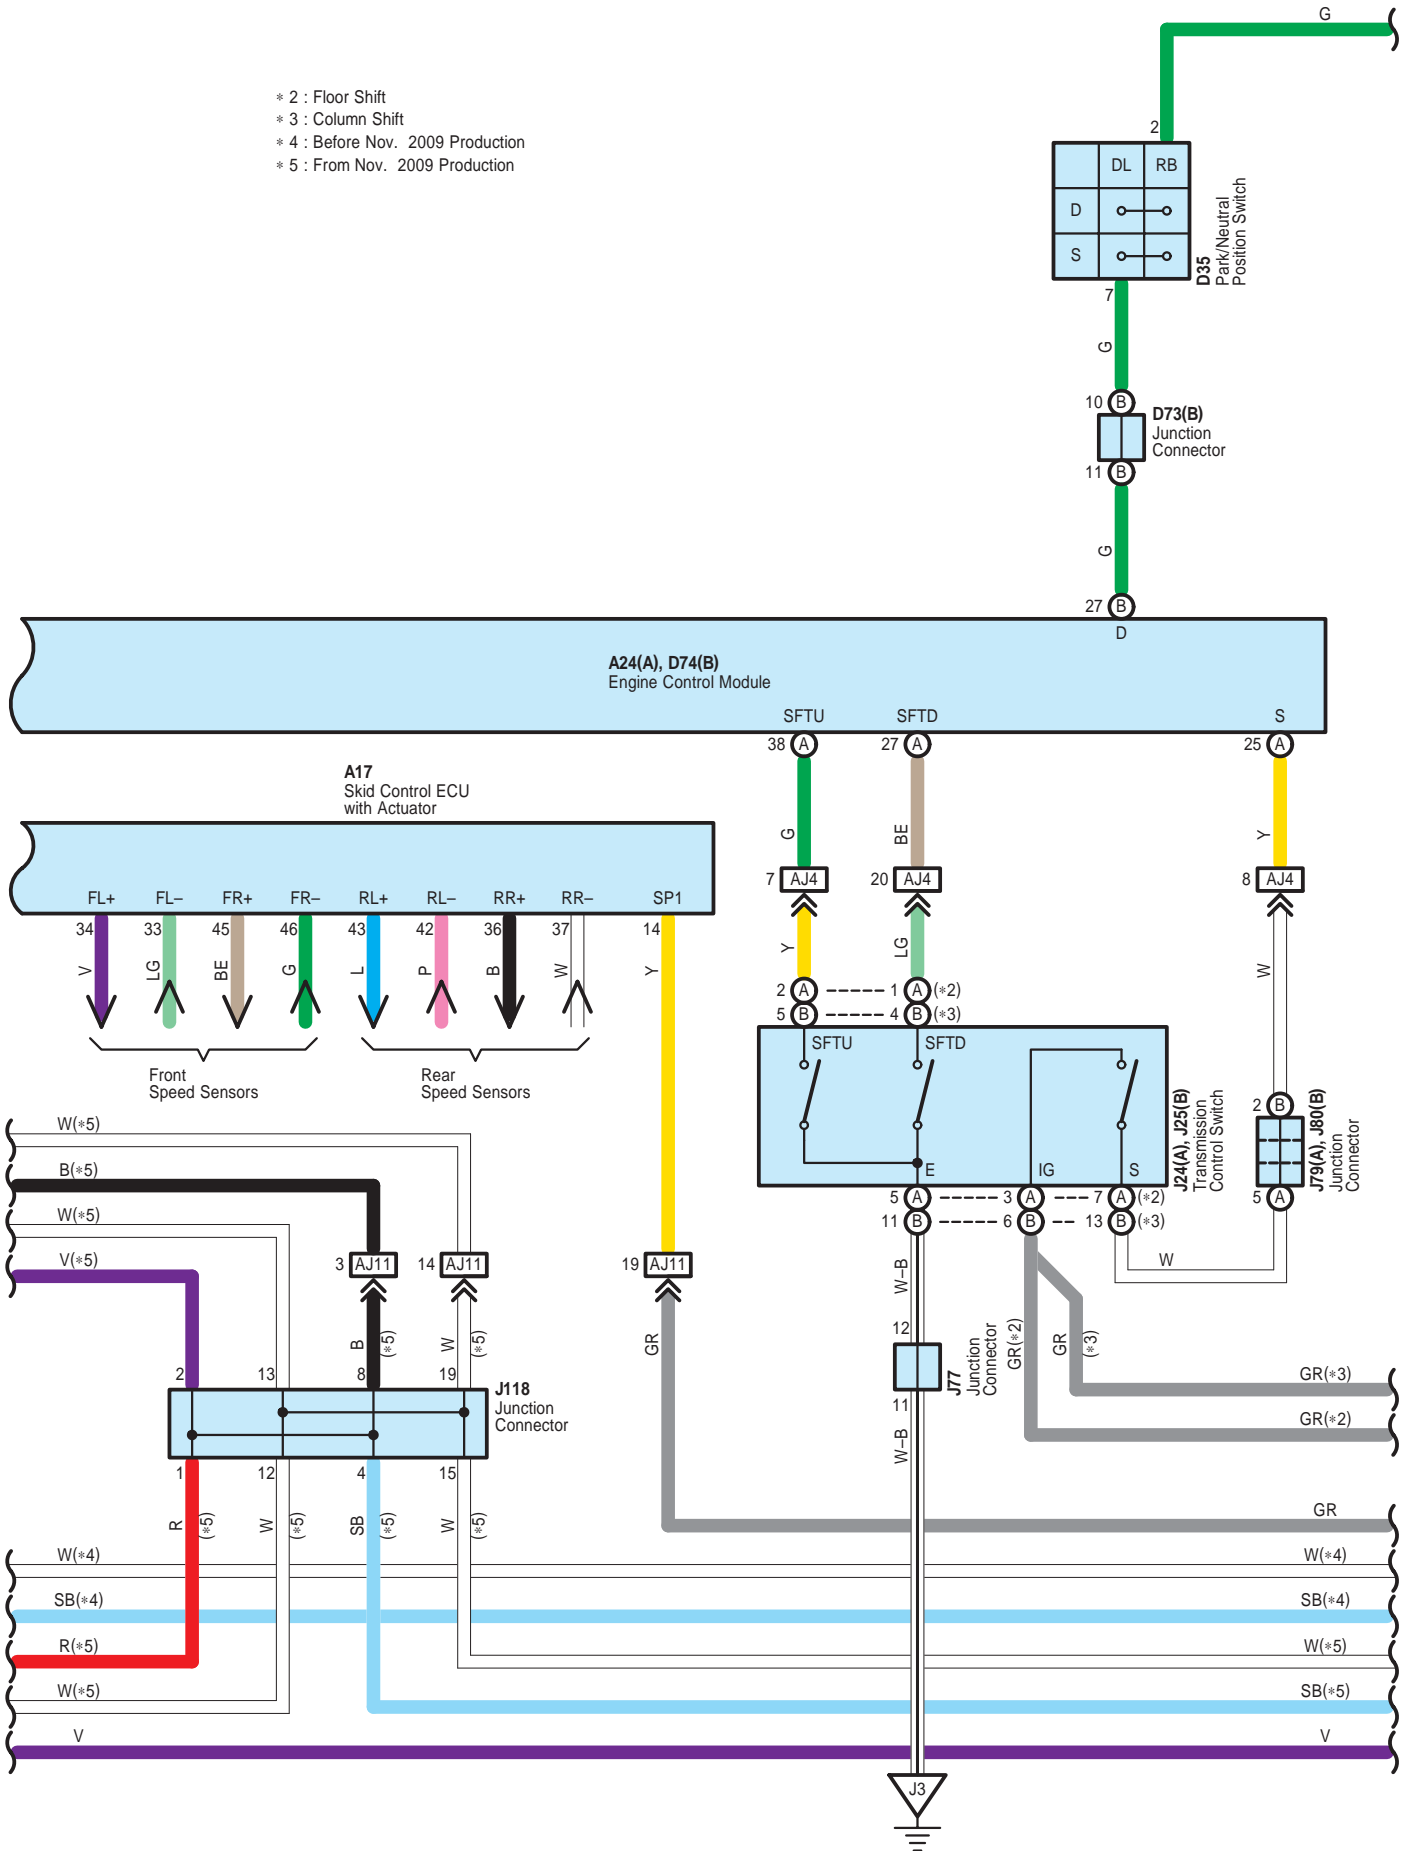 G
∗ 2 : Floor Shift
∗ 3 : Column Shift
∗ 4 : Before Nov. 2009 Production
∗ 5 : From Nov. 2009 Production
2
DL RB
D
S
D35
Park/Neutral
Position Switch
7
G
10 B
D73(B)
Junction
Connector
11 B
G
27 B
D
A24(A), D74(B)
Engine Control Module
SFTU SFTD S
38 A 27 A 25 A
A17
Skid Control ECU
with Actuator
G BE Y
7 AJ4 20 AJ4 8 AJ4
FL+ FL– FR+ FR– RL+ RL– RR+ RR– SP1
34 33 45 46 43 42 36 37 14
V LG BE G L P B W Y
Y LG W
2 A 1 A (∗2)
5 B 4 B (∗3)
SFTU SFTD
Front
Speed Sensors
Rear
Speed Sensors
E IG S
J24(A), J25(B)
Transmission
Control Switch
2 B
J79(A), J80(B)
Junction
Connector
5 A
5 A 3 A 7 A (∗2)
11 B 6 B 13 B (∗3)
W
W(∗5)
B(∗5)
W(∗5)
V(∗5)
3 AJ11 14 AJ11 19 AJ11
W–B
B (∗5) W (∗5) GR
12
J77
Junction
Connector
11
GR(∗2) GR (∗3)
2 13 8 19
J118
Junction
Connector
1 12 4 15
W–B
GR(∗3)
GR(∗2)
R (∗5) W (∗5) SB (∗5) W (∗5)
GR
W(∗4) W(∗4)
SB(∗4) SB(∗4)
R(∗5) W(∗5)
W(∗5) SB(∗5)
V V
J3